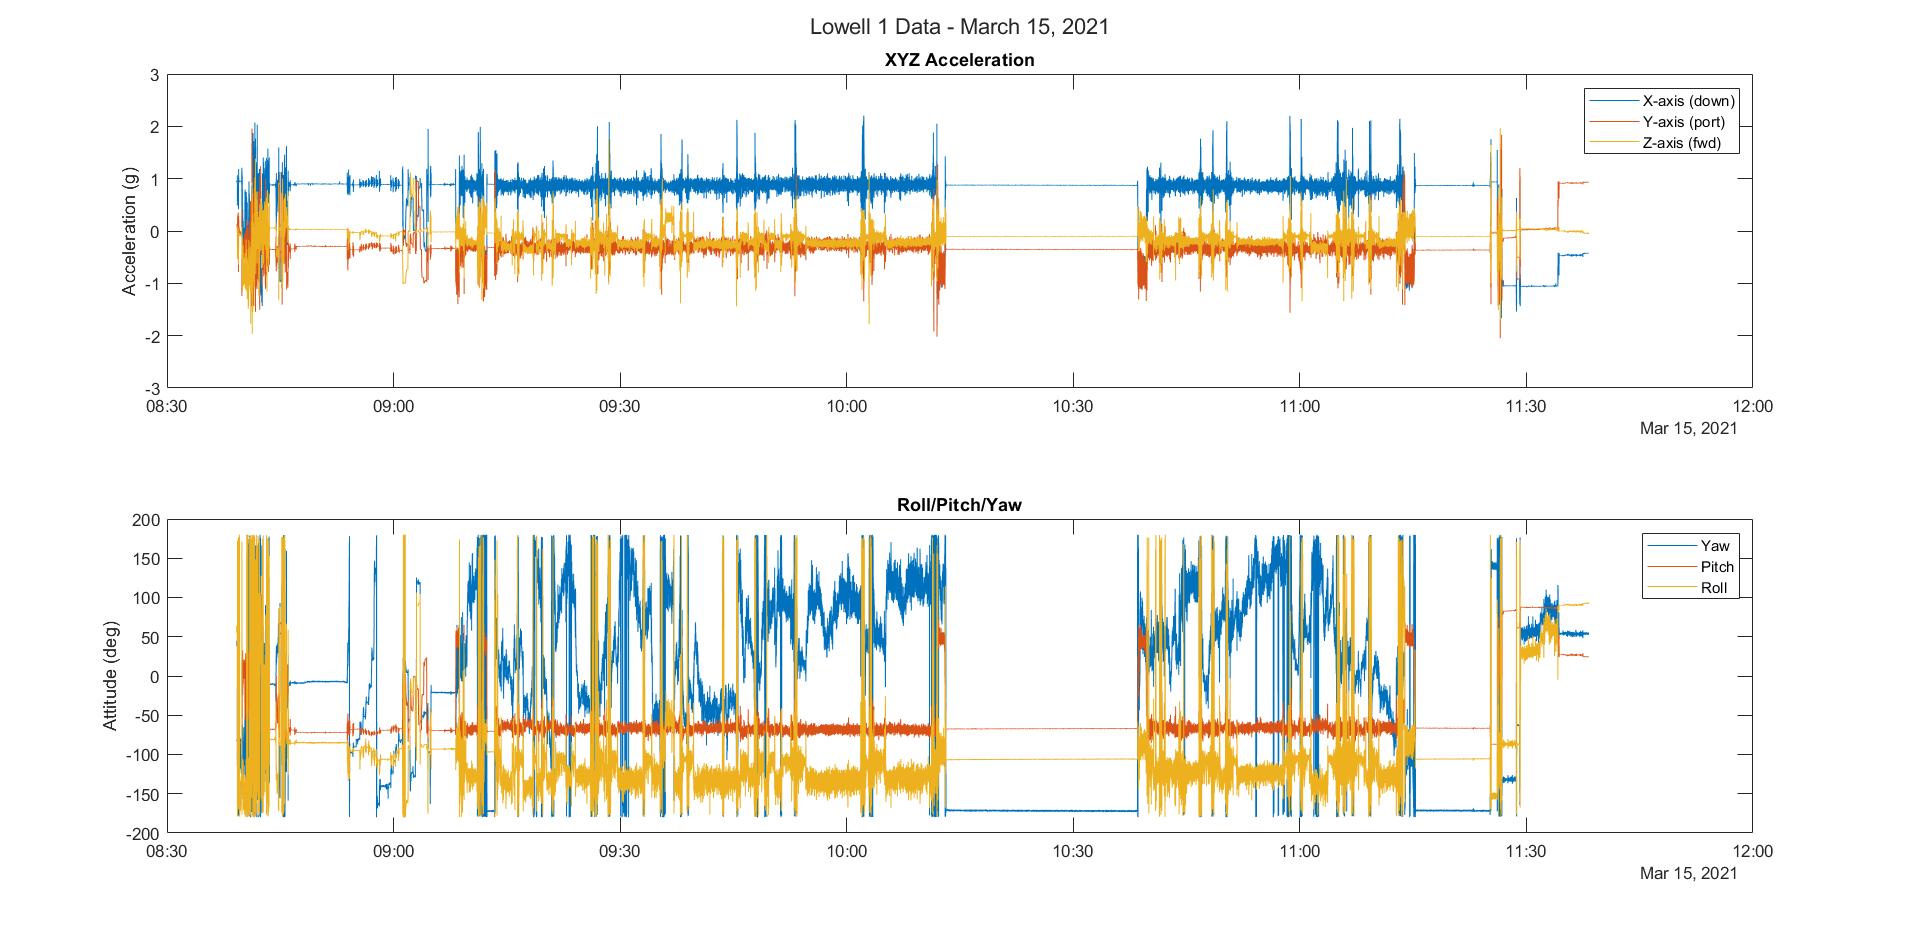 Lowell 1 Data - March 15, 2021
XYZ Acceleration
Acceleration (g)
3
2
1
0
-1
-2
-3
X-axis (down)
Y-axis (port)
Z-axis (fwd)
08:30 09:00 09:30 10:00 10:30 11:00 11:30 12:00
Mar 15, 2021
Roll/Pitch/Yaw
Attitude (deg)
200
150
100
50
0
-50
-100
-150
-200
Yaw
Pitch
Roll
08:30 09:00 09:30 10:00 10:30 11:00 11:30 12:00
Mar 15, 2021